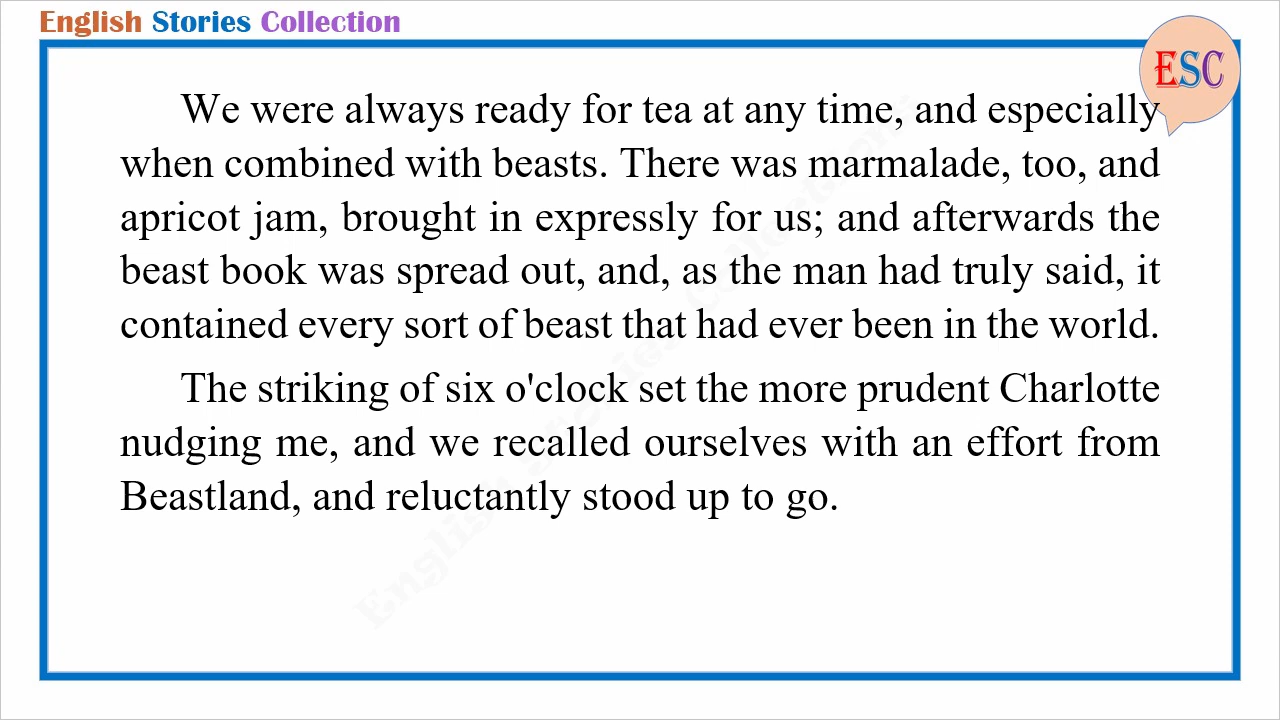 English Stories Collection
ESC
We were always ready for tea at any time, and especially
when combined with beasts. There was marmalade, too, and
apricot jam, brought in expressly for us; and afterwards the
beast book was spread out, and, as the man had truly said, it
contained every sort of beast that had ever been in the world.
The striking of six o'clock set the more prudent Charlotte
nudging me, and we recalled ourselves with an effort from
Beastland, and reluctantly stood up to go.
English Stories Collection